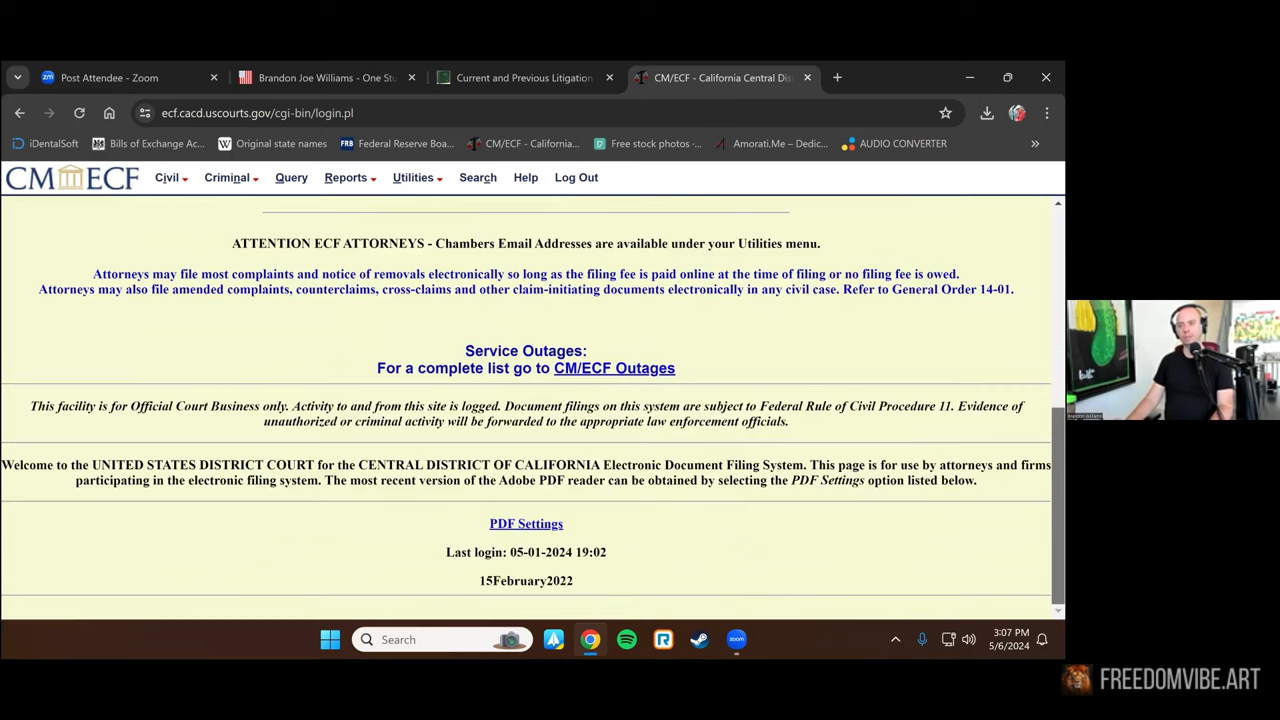 Post Attendee - Zoom
Brandon Joe Williams - One Stu
Current and Previous Litigation
CM/ECF - California Central Dis
ecf.cacd.uscourts.gov/cgi-bin/login.pl
iDentalSoft
Bills of Exchange Ac...
Original state names
FRB Federal Reserve Boa...
CM/ECF - California...
Free stock photos -...
Amorati.Me – Dedic...
AUDIO CONVERTER
CM ECF
Civil
Criminal
Query
Reports
Utilities
Search
Help
Log Out
ATTENTION ECF ATTORNEYS - Chambers Email Addresses are available under your Utilities menu.
Attorneys may file most complaints and notice of removals electronically so long as the filing fee is paid online at the time of filing or no filing fee is owed.
Attorneys may also file amended complaints, counterclaims, cross-claims and other claim-initiating documents electronically in any civil case. Refer to General Order 14-01.
Service Outages:
For a complete list go to CM/ECF Outages
This facility is for Official Court Business only. Activity to and from this site is logged. Document filings on this system are subject to Federal Rule of Civil Procedure 11. Evidence of
unauthorized or criminal activity will be forwarded to the appropriate law enforcement officials.
Welcome to the UNITED STATES DISTRICT COURT for the CENTRAL DISTRICT OF CALIFORNIA Electronic Document Filing System. This page is for use by attorneys and firms
participating in the electronic filing system. The most recent version of the Adobe PDF reader can be obtained by selecting the PDF Settings option listed below.
PDF Settings
Last login: 05-01-2024 19:02
15February2022
Search
3:07 PM
5/6/2024
FREEDOMVIBE.ART